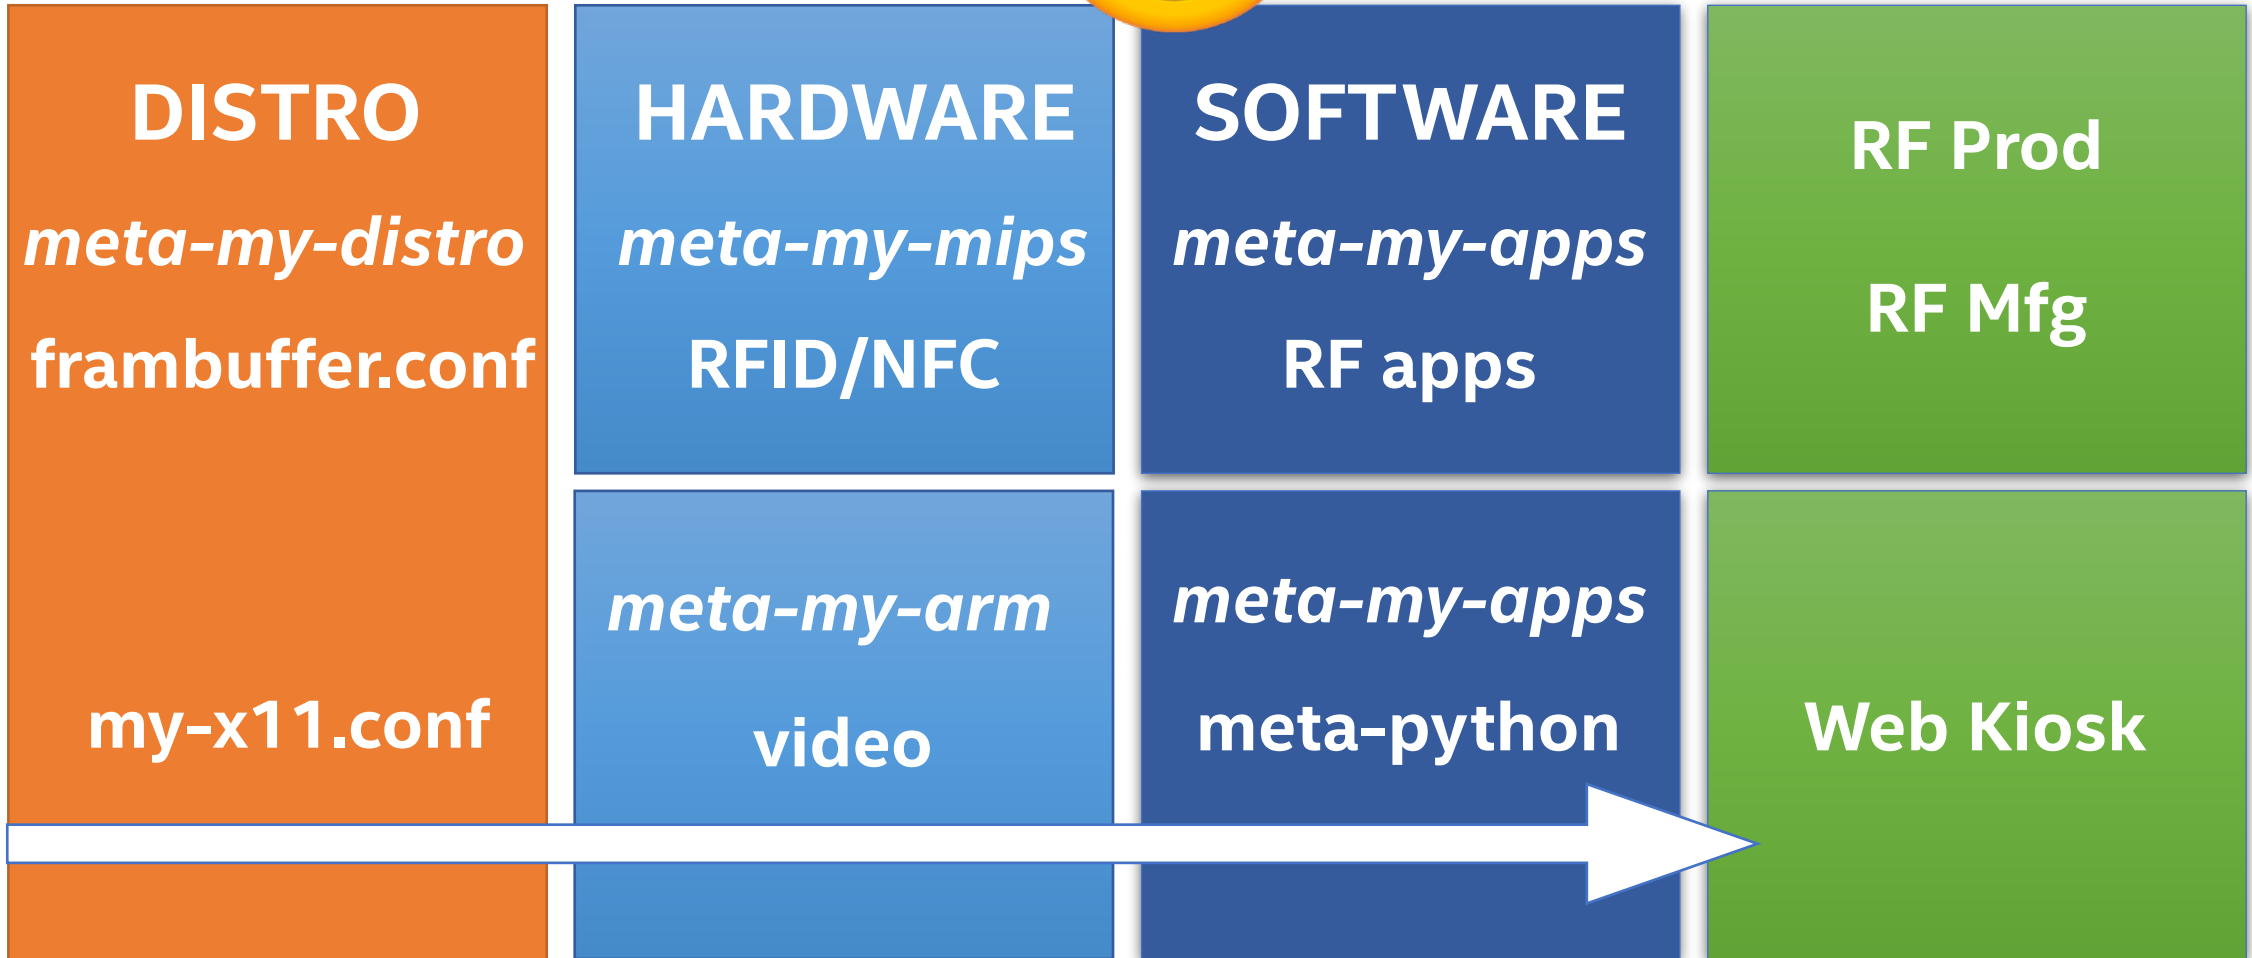 DISTRO
meta-my-distro
frambuffer.conf
my-x11.conf
HARDWARE
meta-my-mips
RFID/NFC
meta-my-arm
video
SOFTWARE
meta-my-apps
RF apps
meta-my-apps
meta-python
RF Prod
RF Mfg
Web Kiosk